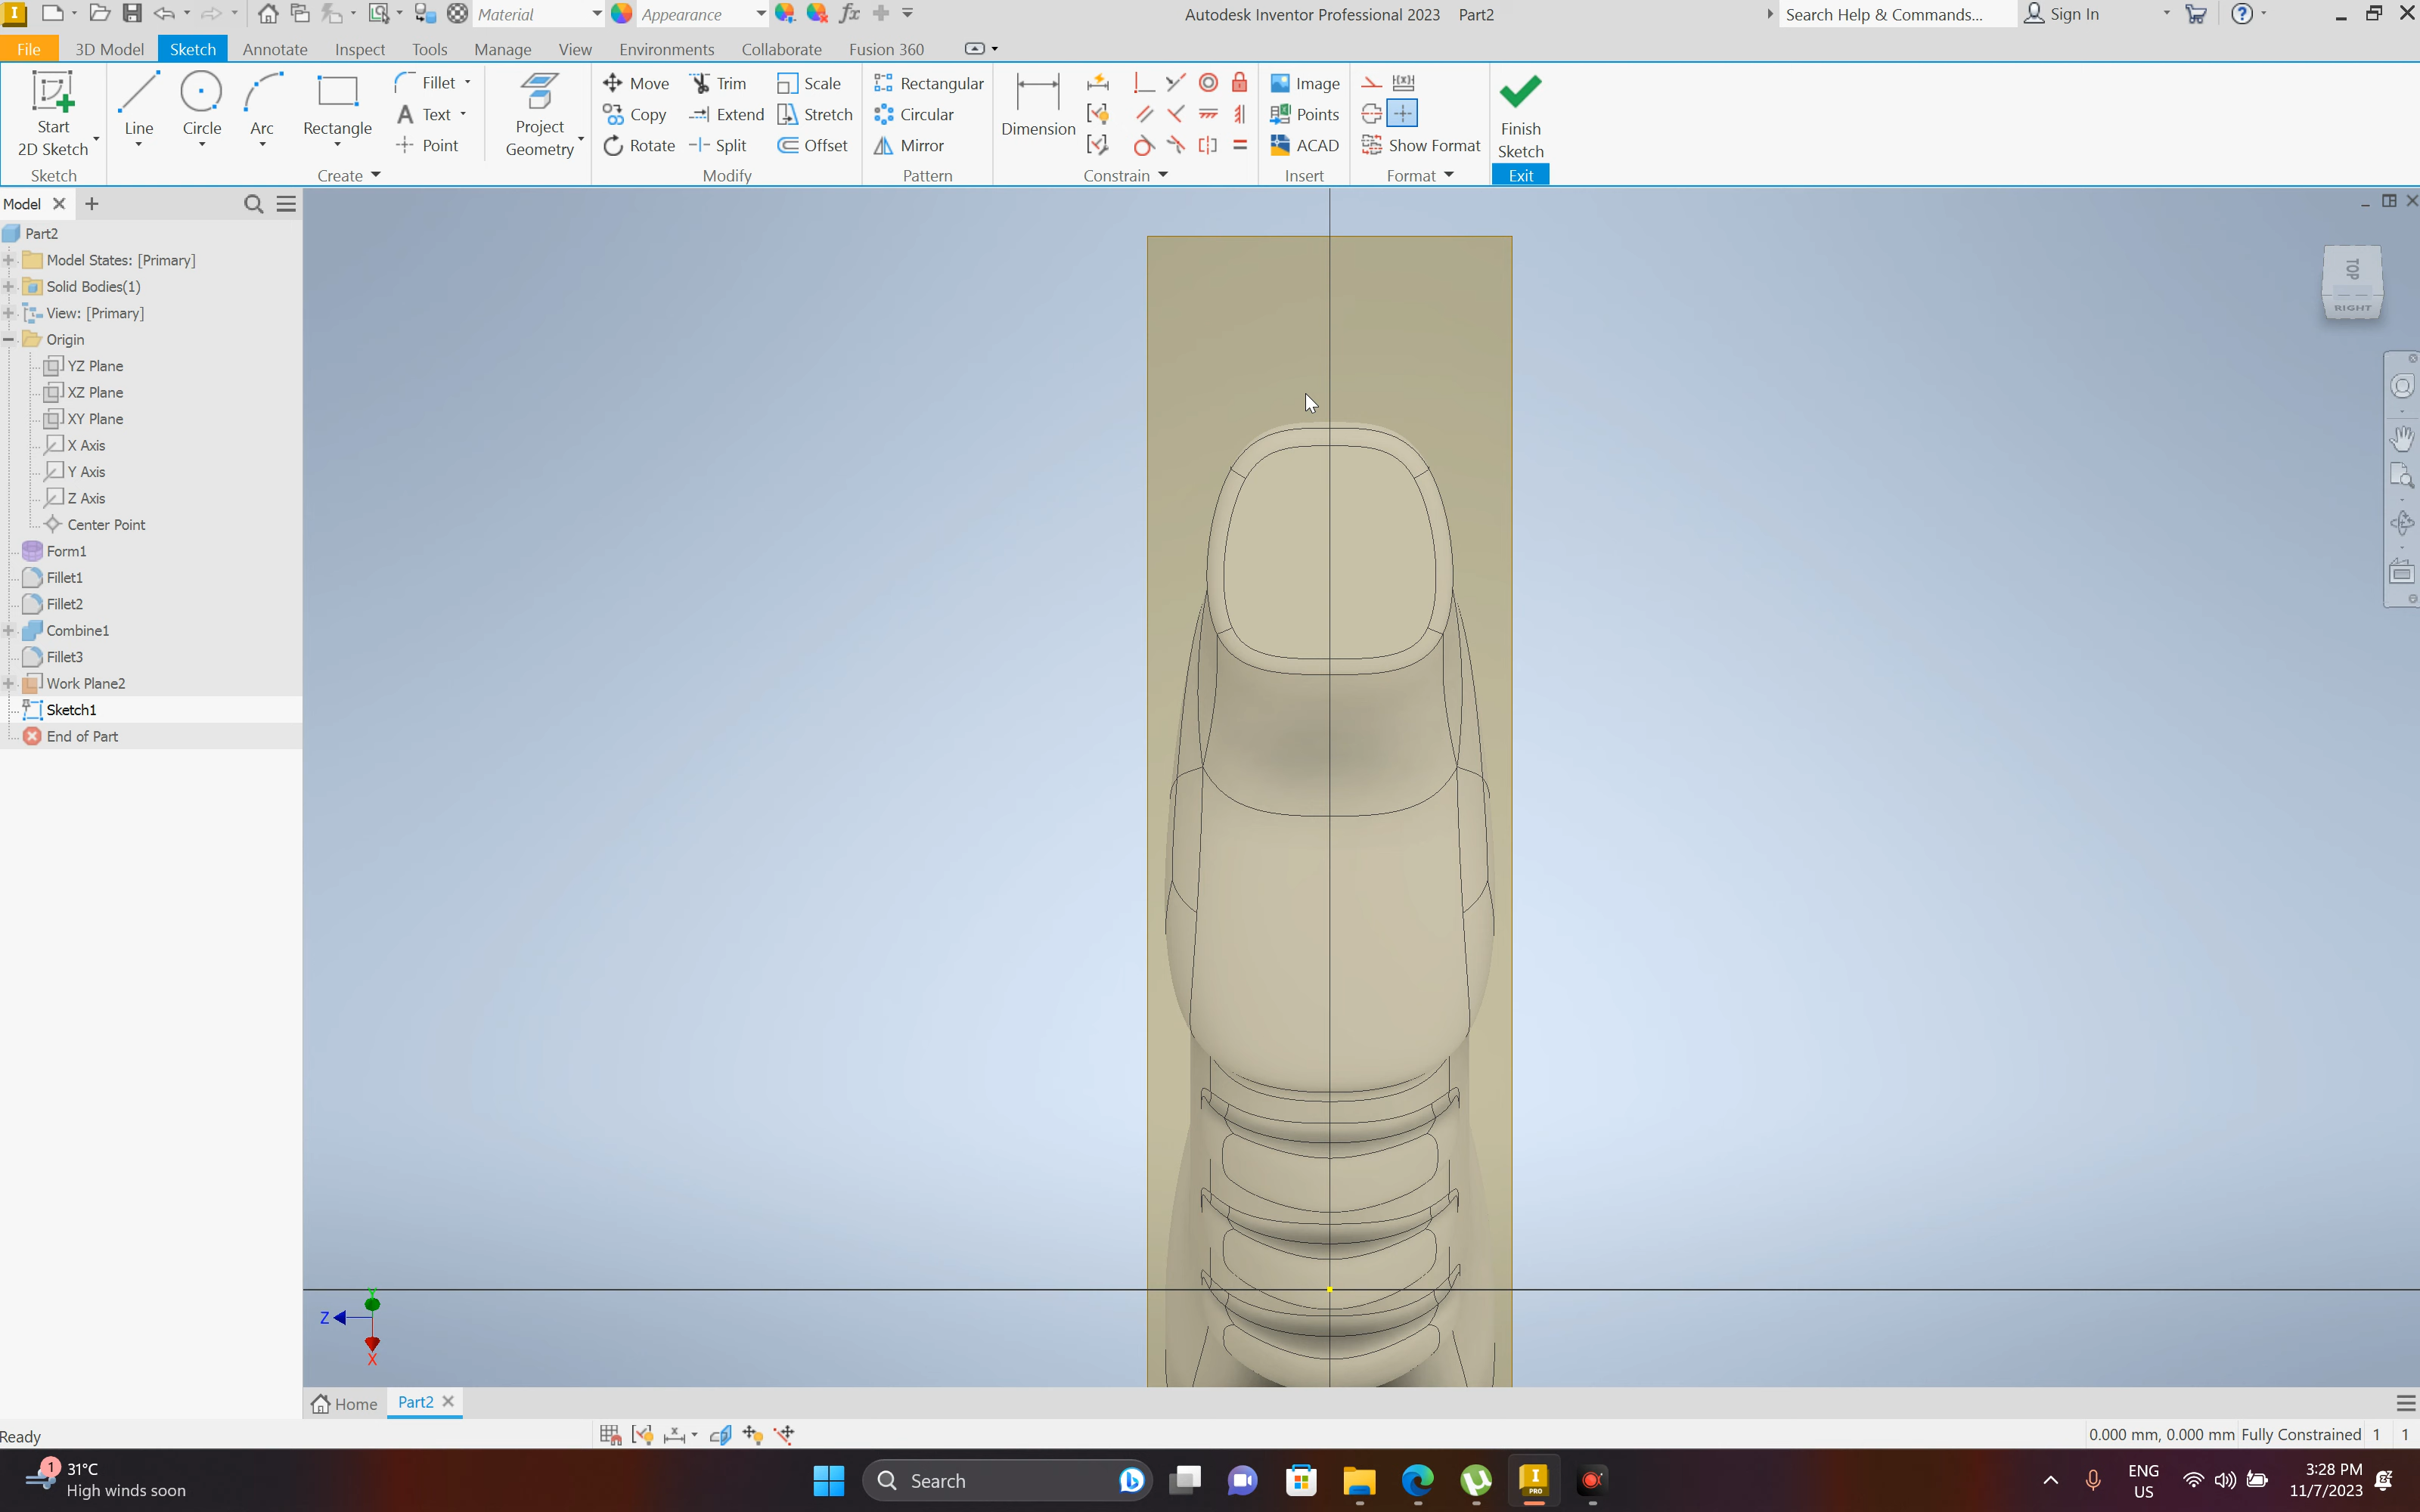 I Material Appearance fx Autodesk Inventor Professional 2023 Part2 Search Help & Commands... Sign In ?
File 3D Model Sketch Annotate Inspect Tools Manage View Environments Collaborate Fusion 360
Start 2D Sketch
Line
Circle
Arc
Rectangle
Fillet
A Text
Point
Project Geometry
Move Trim Scale
Copy Extend Stretch
Rotate Split Offset
Rectangular
Circular
Mirror
Dimension
Image
Points
ACAD
Show Format
Finish Sketch
Sketch Create Modify Pattern Constrain Insert Format Exit
Model
Part2
Model States: [Primary]
Solid Bodies(1)
View: [Primary]
Origin
YZ Plane
XZ Plane
XY Plane
X Axis
Y Axis
Z Axis
Center Point
Form1
Fillet1
Fillet2
Combine1
Fillet3
Work Plane2
Sketch1
End of Part
TOP
RIGHT
Y
Z
X
Home Part2
Ready 0.000 mm, 0.000 mm Fully Constrained 1 1
1 31°C
High winds soon
Search
I PRO
ENG
US
3:28 PM
11/7/2023